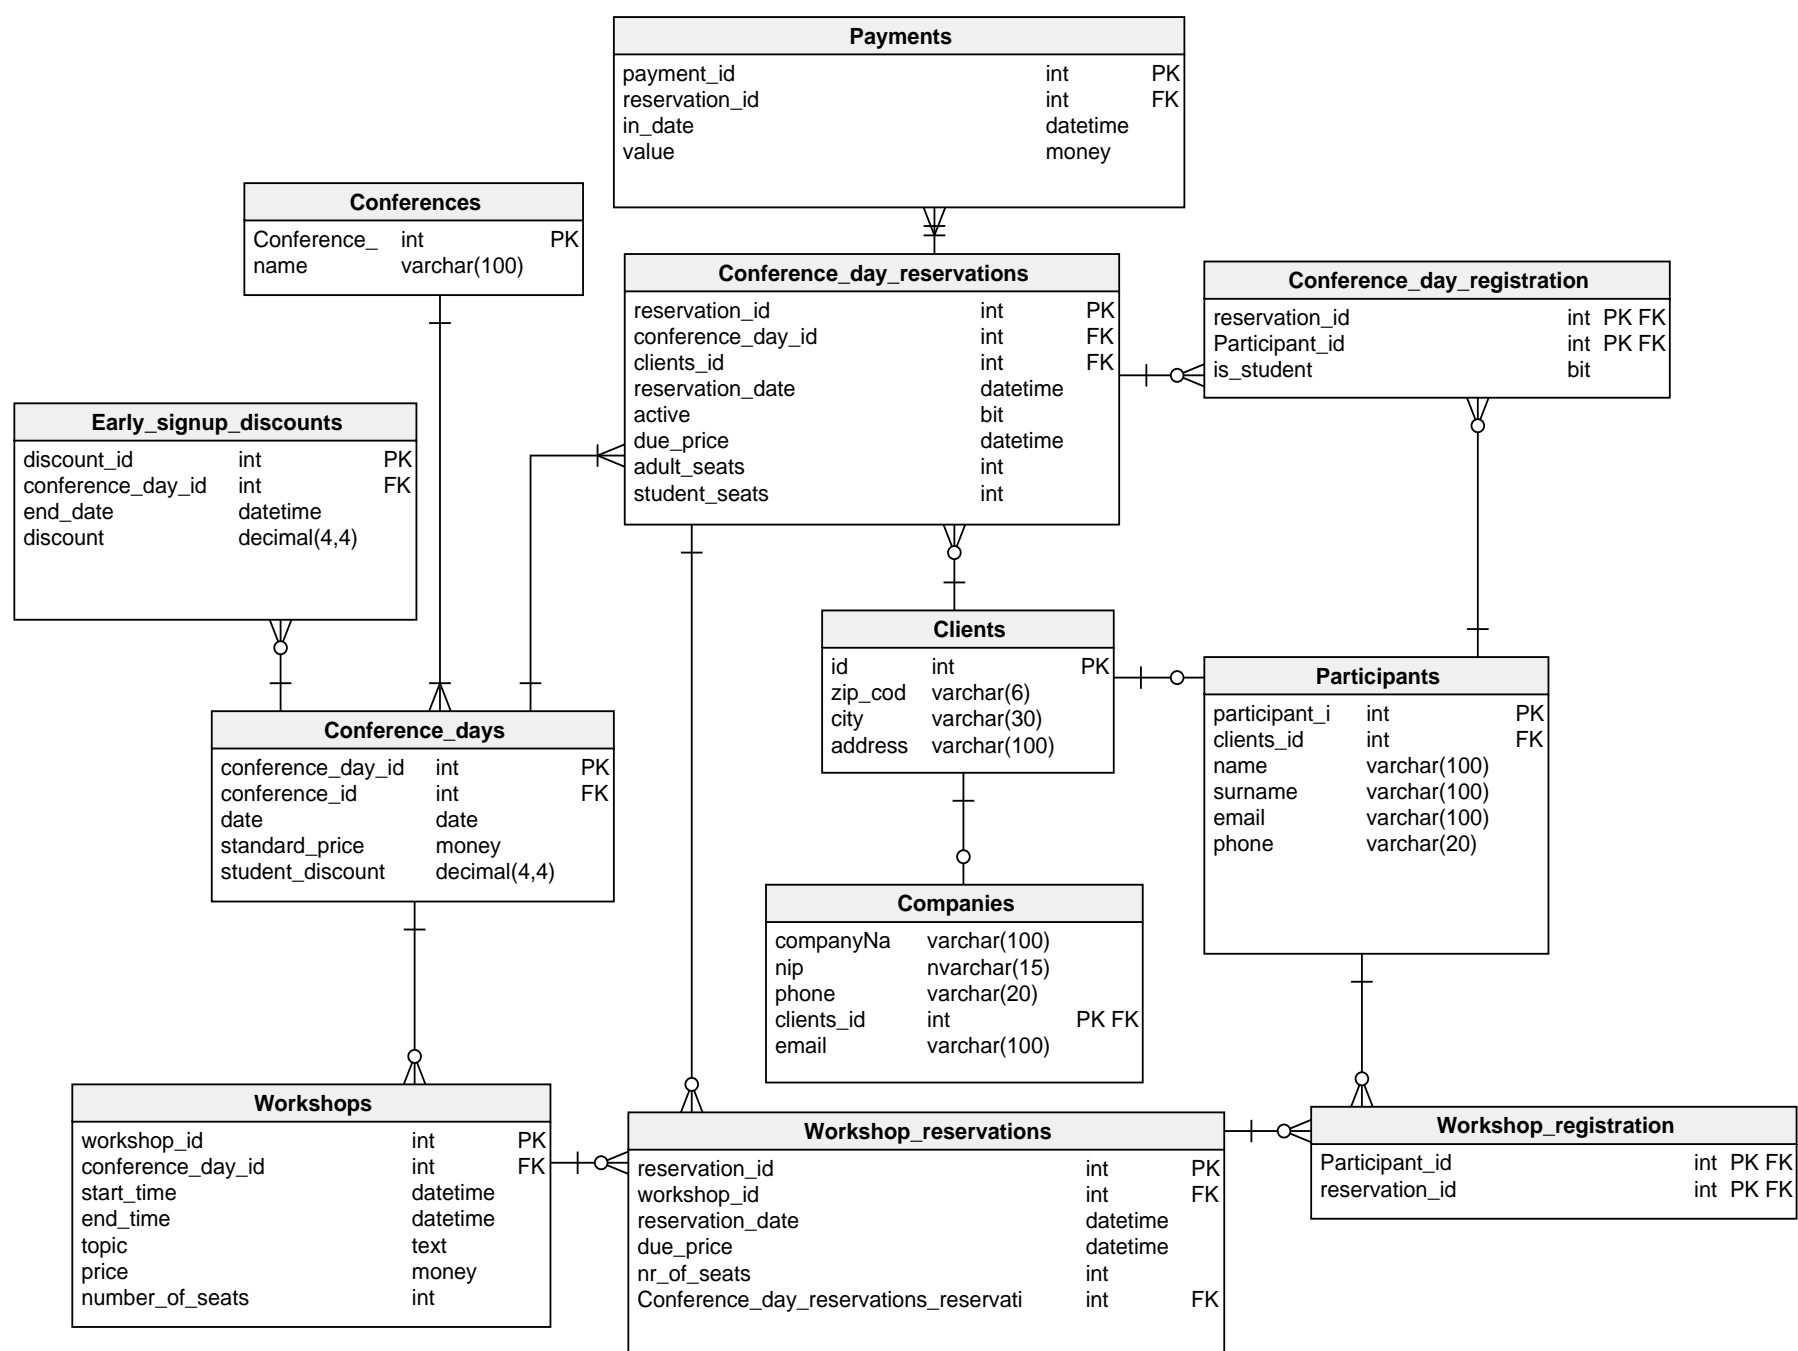 Payments
payment_id int PK
reservation_id int FK
in_date datetime
value money
Conferences
Conference_ int PK
name varchar(100)
Conference_day_reservations
reservation_id int PK
conference_day_id int FK
clients_id int FK
reservation_date datetime
active bit
due_price datetime
adult_seats int
student_seats int
Conference_day_registration
reservation_id int PK FK
Participant_id int PK FK
is_student bit
Early_signup_discounts
discount_id int PK
conference_day_id int FK
end_date datetime
discount decimal(4,4)
Clients
id int PK
zip_cod varchar(6)
city varchar(30)
address varchar(100)
Participants
participant_i int PK
clients_id int FK
name varchar(100)
surname varchar(100)
email varchar(100)
phone varchar(20)
Conference_days
conference_day_id int PK
conference_id int FK
date date
standard_price money
student_discount decimal(4,4)
Companies
companyNa varchar(100)
nip nvarchar(15)
phone varchar(20)
clients_id int PK FK
email varchar(100)
Workshops
workshop_id int PK
conference_day_id int FK
start_time datetime
end_time datetime
topic text
price money
number_of_seats int
Workshop_reservations
reservation_id int PK
workshop_id int FK
reservation_date datetime
due_price datetime
nr_of_seats int
Conference_day_reservations_reservati int FK
Workshop_registration
Participant_id int PK FK
reservation_id int PK FK